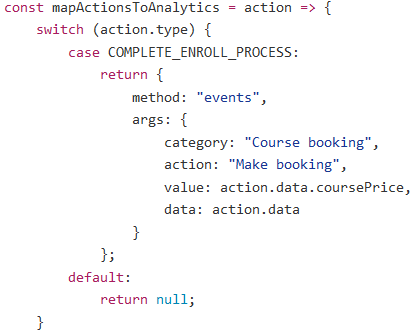 const mapActionsToAnalytics = action => {
    switch (action.type) {
        case COMPLETE_ENROLL_PROCESS:
            return {
                method: "events",
                args: {
                    category: "Course booking",
                    action: "Make booking",
                    value: action.data.coursePrice,
                    data: action.data
                }
            };
        default:
            return null;
    }